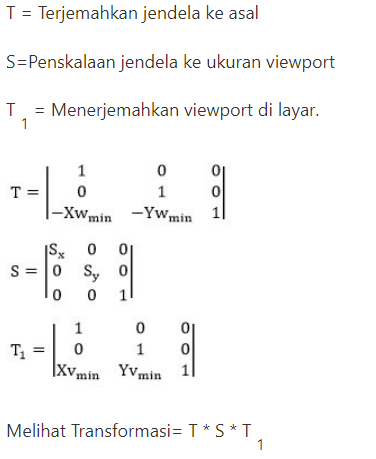 T = Terjemahkan jendela ke asal
S=Penskalaan jendela ke ukuran viewport
T 1 = Menerjemahkan viewport di layar.
1 0 0
T = 0 1 0
−Xwmin −Ywmin 1
Sx 0 0
S = 0 Sy 0
0 0 1
1 0 0
T1 = 0 1 0
Xvmin Yvmin 1
Melihat Transformasi= T * S * T 1